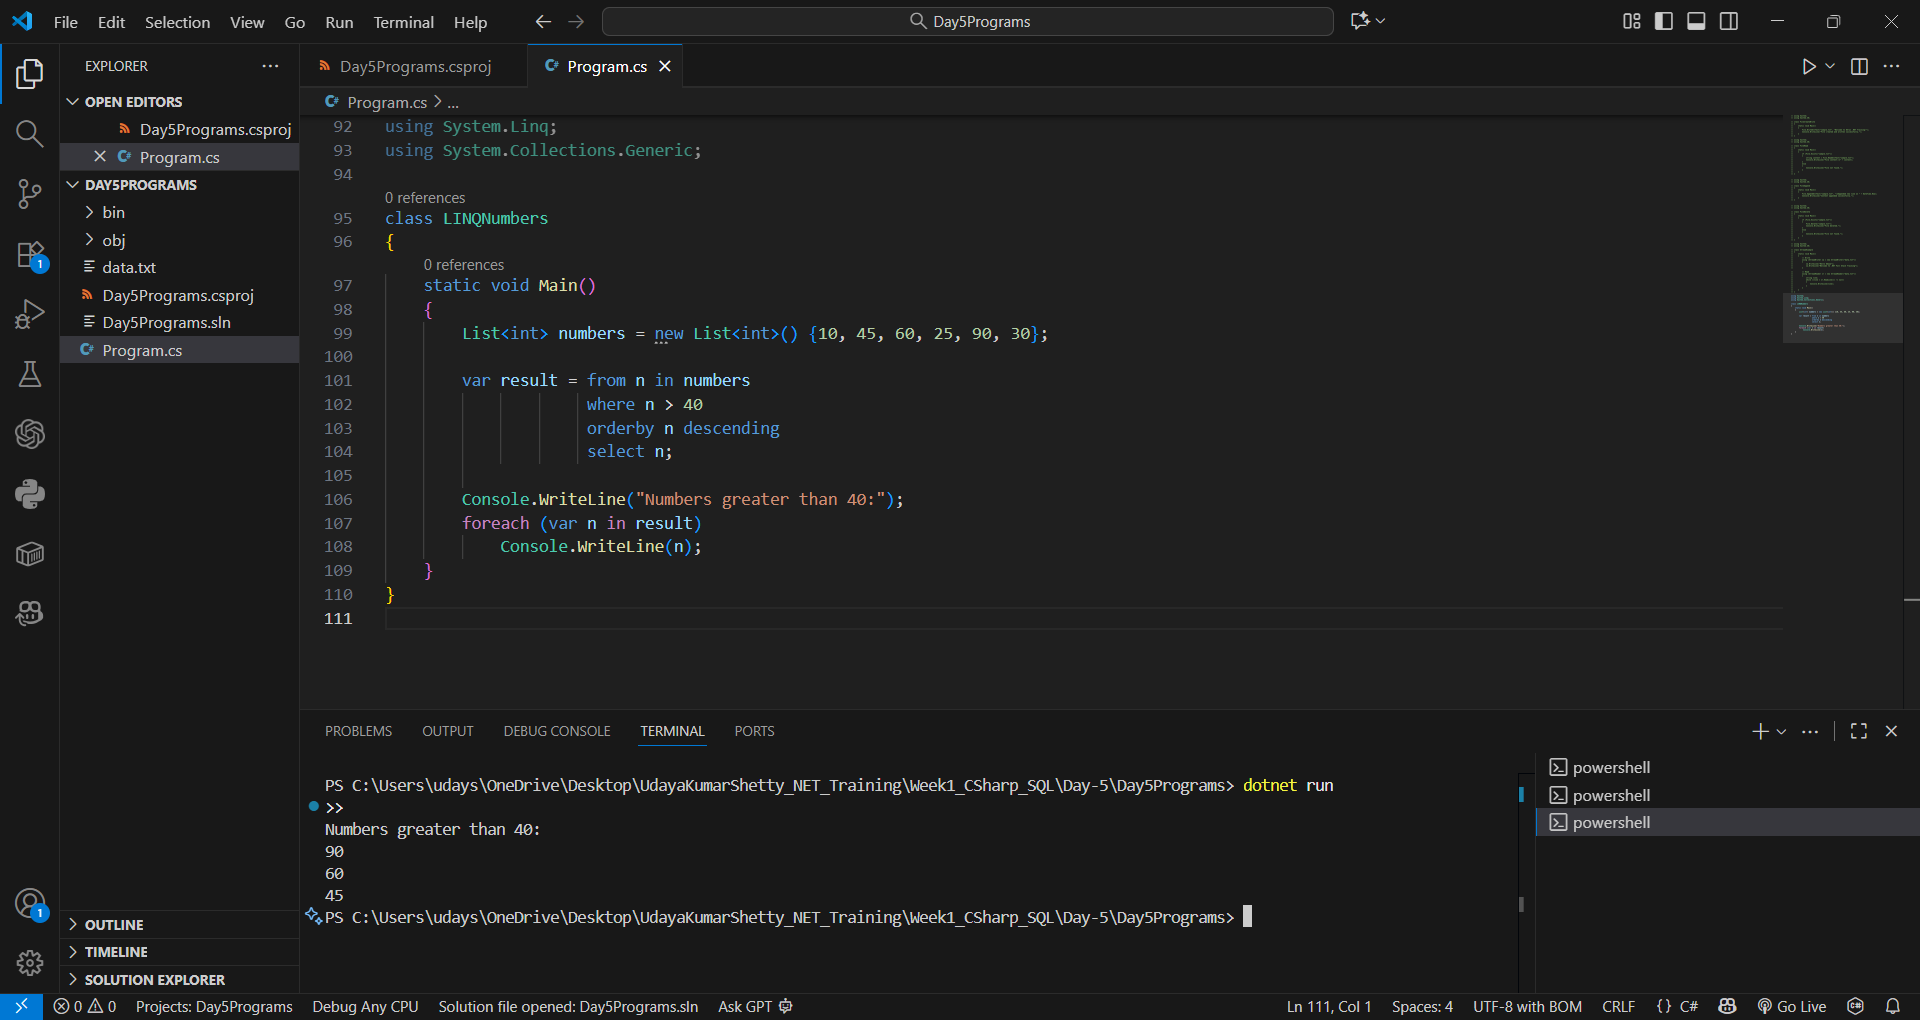 File Edit Selection View Go Run Terminal Help
Day5Programs
EXPLORER
OPEN EDITORS
Day5Programs.csproj
Program.cs
DAY5PROGRAMS
bin
obj
data.txt
Day5Programs.csproj
Day5Programs.sln
Program.cs
OUTLINE
TIMELINE
SOLUTION EXPLORER
1
1
Day5Programs.csproj
Program.cs
Program.cs > ...
92 using System.Linq;
93 using System.Collections.Generic;
94
0 references
95 class LINQNumbers
96 {
0 references
97 static void Main()
98 {
99 List<int> numbers = new List<int>() {10, 45, 60, 25, 90, 30};
100
101 var result = from n in numbers
102 where n > 40
103 orderby n descending
104 select n;
105
106 Console.WriteLine("Numbers greater than 40:");
107 foreach (var n in result)
108 Console.WriteLine(n);
109 }
110 }
111
PROBLEMS OUTPUT DEBUG CONSOLE TERMINAL PORTS
PS C:\Users\udays\OneDrive\Desktop\UdayaKumarShetty_NET_Training\Week1_CSharp_SQL\Day-5\Day5Programs> dotnet run
>>
Numbers greater than 40:
90
60
45
PS C:\Users\udays\OneDrive\Desktop\UdayaKumarShetty_NET_Training\Week1_CSharp_SQL\Day-5\Day5Programs>
powershell
powershell
powershell
0 0 Projects: Day5Programs Debug Any CPU Solution file opened: Day5Programs.sln Ask GPT Ln 111, Col 1 Spaces: 4 UTF-8 with BOM CRLF {} C# Go Live